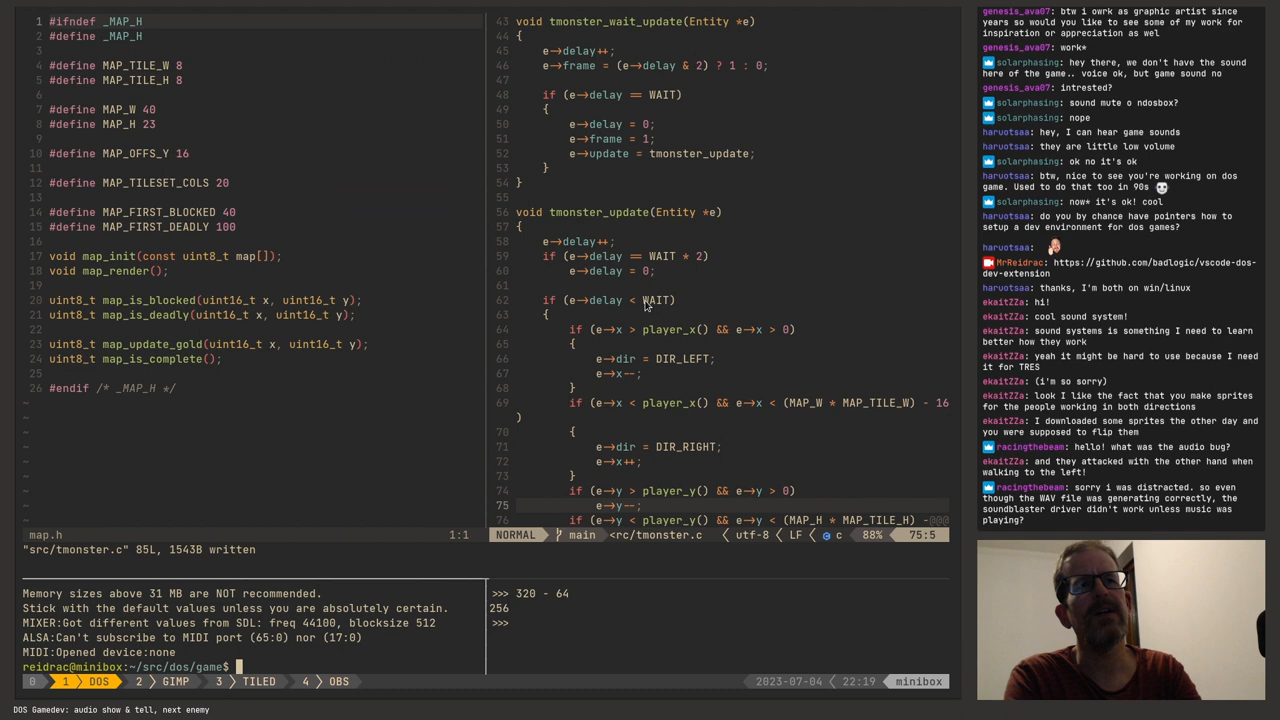 1 #ifndef _MAP_H
2 #define _MAP_H
3
4 #define MAP_TILE_W 8
5 #define MAP_TILE_H 8
6
7 #define MAP_W 40
8 #define MAP_H 23
9
10 #define MAP_OFFS_Y 16
11
12 #define MAP_TILESET_COLS 20
13
14 #define MAP_FIRST_BLOCKED 40
15 #define MAP_FIRST_DEADLY 100
16
17 void map_init(const uint8_t map[]);
18 void map_render();
19
20 uint8_t map_is_blocked(uint16_t x, uint16_t y);
21 uint8_t map_is_deadly(uint16_t x, uint16_t y);
22
23 uint8_t map_update_gold(uint16_t x, uint16_t y);
24 uint8_t map_is_complete();
25
26 #endif /* _MAP_H */
~
~
~
~
~
~
~
~
~
map.h 1:1
"src/tmonster.c" 85L, 1543B written
43 void tmonster_wait_update(Entity *e)
44 {
45 e->delay++;
46 e->frame = (e->delay & 2) ? 1 : 0;
47
48 if (e->delay == WAIT)
49 {
50 e->delay = 0;
51 e->frame = 1;
52 e->update = tmonster_update;
53 }
54 }
55
56 void tmonster_update(Entity *e)
57 {
58 e->delay++;
59 if (e->delay == WAIT * 2)
60 e->delay = 0;
61
62 if (e->delay < WAIT)
63 {
64 if (e->x > player_x() && e->x > 0)
65 {
66 e->dir = DIR_LEFT;
67 e->x--;
68 }
69 if (e->x < player_x() && e->x < (MAP_W * MAP_TILE_W) - 16
)
70 {
71 e->dir = DIR_RIGHT;
72 e->x++;
73 }
74 if (e->y > player_y() && e->y > 0)
75 e->y--;
76 if (e->y < player_y() && e->y < (MAP_H * MAP_TILE_H) -@@@
NORMAL main <rc/tmonster.c < utf-8 < LF < c < 88% 75:5
Memory sizes above 31 MB are NOT recommended.
Stick with the default values unless you are absolutely certain.
MIXER:Got different values from SDL: freq 44100, blocksize 512
ALSA:Can't subscribe to MIDI port (65:0) nor (17:0)
MIDI:Opened device:none
reidrac@minibox:~/src/dos/game$
>>> 320 - 64
256
>>>
0 1 > DOS 2 > GIMP 3 > TILED 4 > OBS 2023-07-04 < 22:19 minibox
DOS Gamedev: audio show & tell, next enemy
genesis_ava07: btw i owrk as graphic artist since
years so would you like to see some of my work for
inspiration or appreciation as wel
genesis_ava07: work*
solarphasing: hey there, we don't have the sound
here of the game.. voice ok, but game sound no
genesis_ava07: intrested?
solarphasing: sound mute o ndosbox?
solarphasing: nope
haruotsaa: hey, I can hear game sounds
haruotsaa: they are little low volume
solarphasing: ok no it's ok
haruotsaa: btw, nice to see you're working on dos
game. Used to do that too in 90s
solarphasing: now* it's ok! cool
haruotsaa: do you by chance have pointers how to
setup a dev environment for dos games?
haruotsaa:
MrReidrac: https://github.com/badlogic/vscode-dos-
dev-extension
haruotsaa: thanks, I'm both on win/linux
ekaitZZa: hi!
ekaitZZa: cool sound system!
ekaitZZa: sound systems is something I need to learn
better how they work
ekaitZZa: yeah it might be hard to use because I need
it for TRES
ekaitZZa: (i'm so sorry)
ekaitZZa: look I like the fact that you make sprites
for the people working in both directions
ekaitZZa: I downloaded some sprites the other day and
you were supposed to flip them
racingthebeam: hello! what was the audio bug?
ekaitZZa: and they attacked with the other hand when
walking to the left!
racingthebeam: sorry i was distracted. so even
though the WAV file was generating correctly, the
soundblaster driver didn't work unless music was
playing?